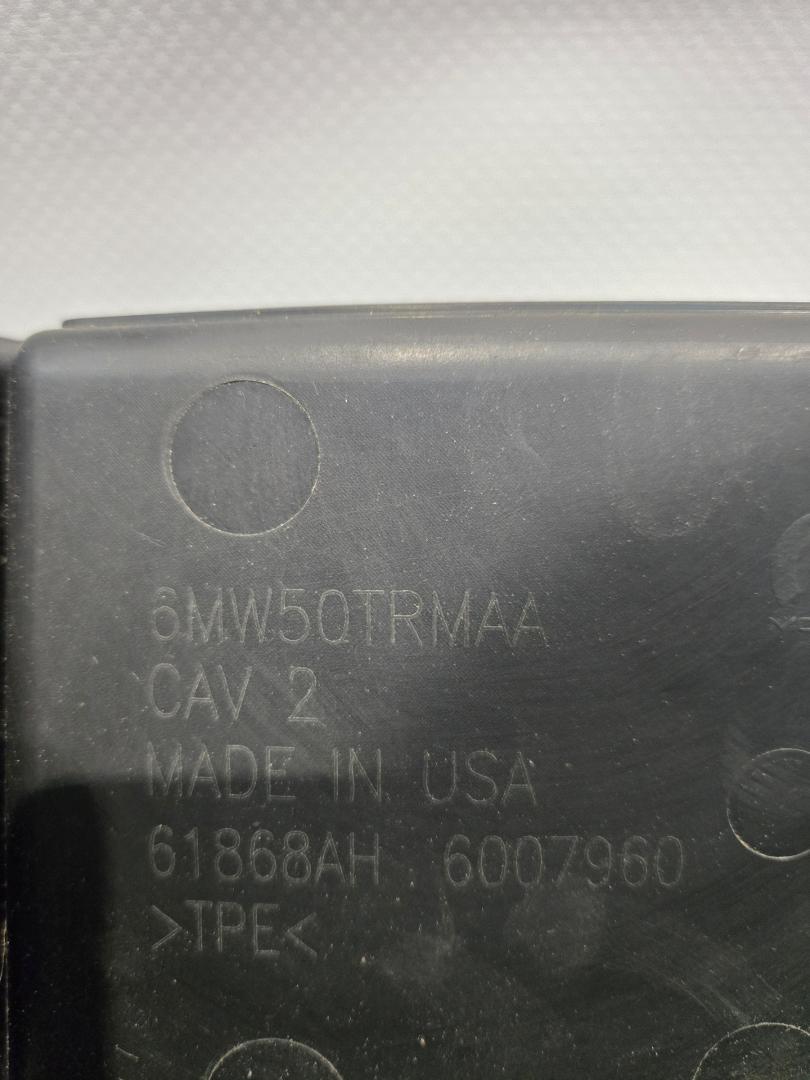 6MW50TRMAA
CAV 2
MADE IN USA
61868AH 6007960
>TPE<